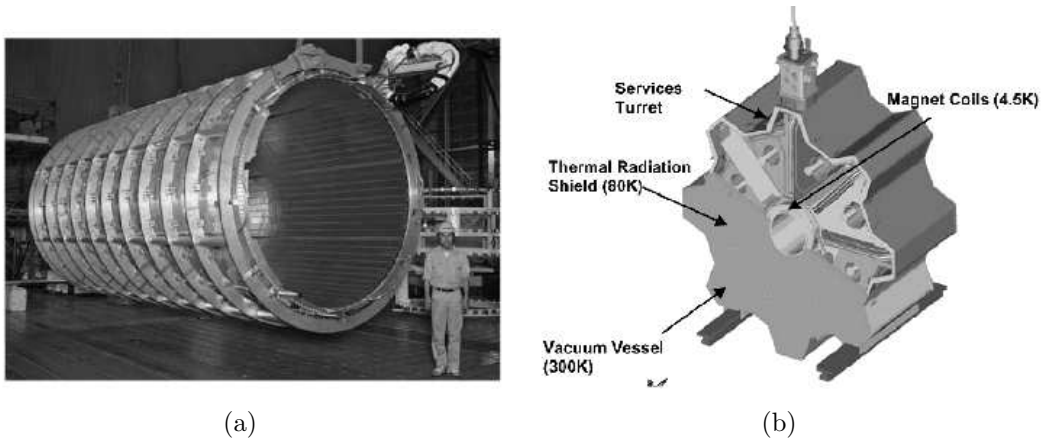 Services
Turret
Magnet Coils (4.5K)
Thermal Radiation
Shield (80K)
Vacuum Vessel
(300K)
(a)
(b)